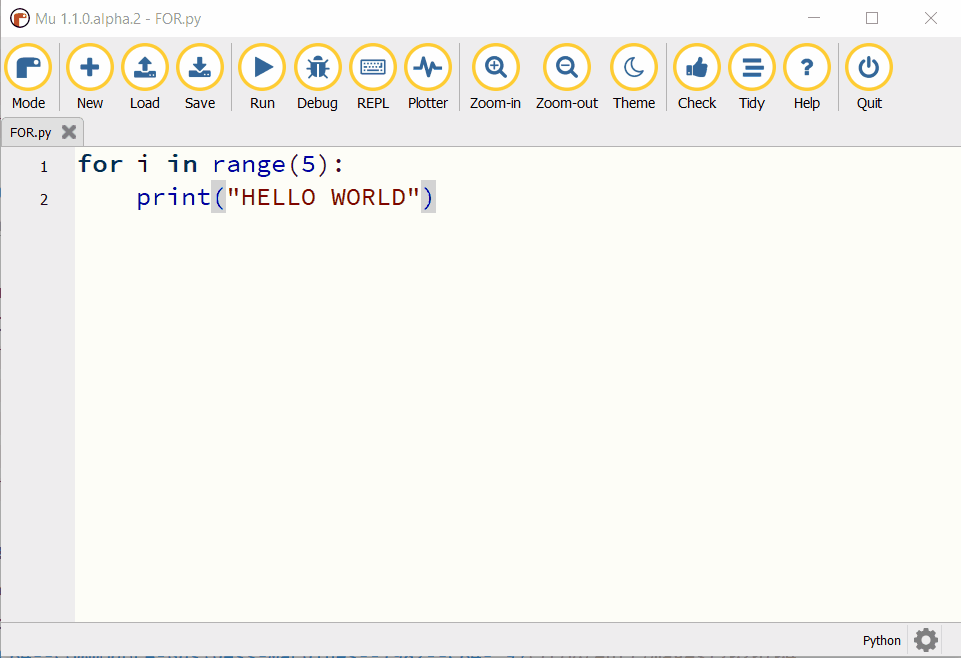 Mu 1.1.0.alpha.2 - FOR.py
Mode New Load Save Run Debug REPL Plotter Zoom-in Zoom-out Theme Check Tidy Help Quit
FOR.py
1 for i in range(5):
2 print("HELLO WORLD")
Python